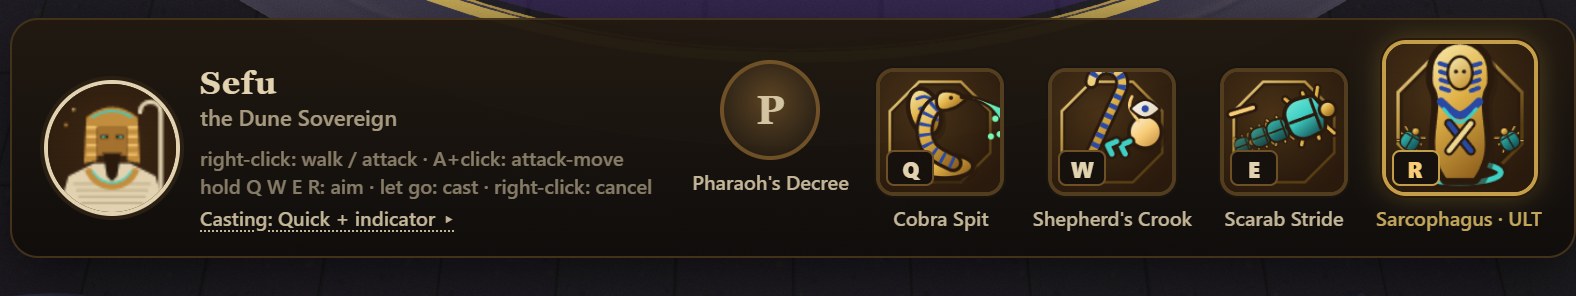 Sefu
the Dune Sovereign
right-click: walk / attack · A+click: attack-move
hold Q W E R: aim · let go: cast · right-click: cancel
Casting: Quick + indicator ▸
P
Pharaoh's Decree
Q
Cobra Spit
W
Shepherd's Crook
E
Scarab Stride
R
Sarcophagus · ULT